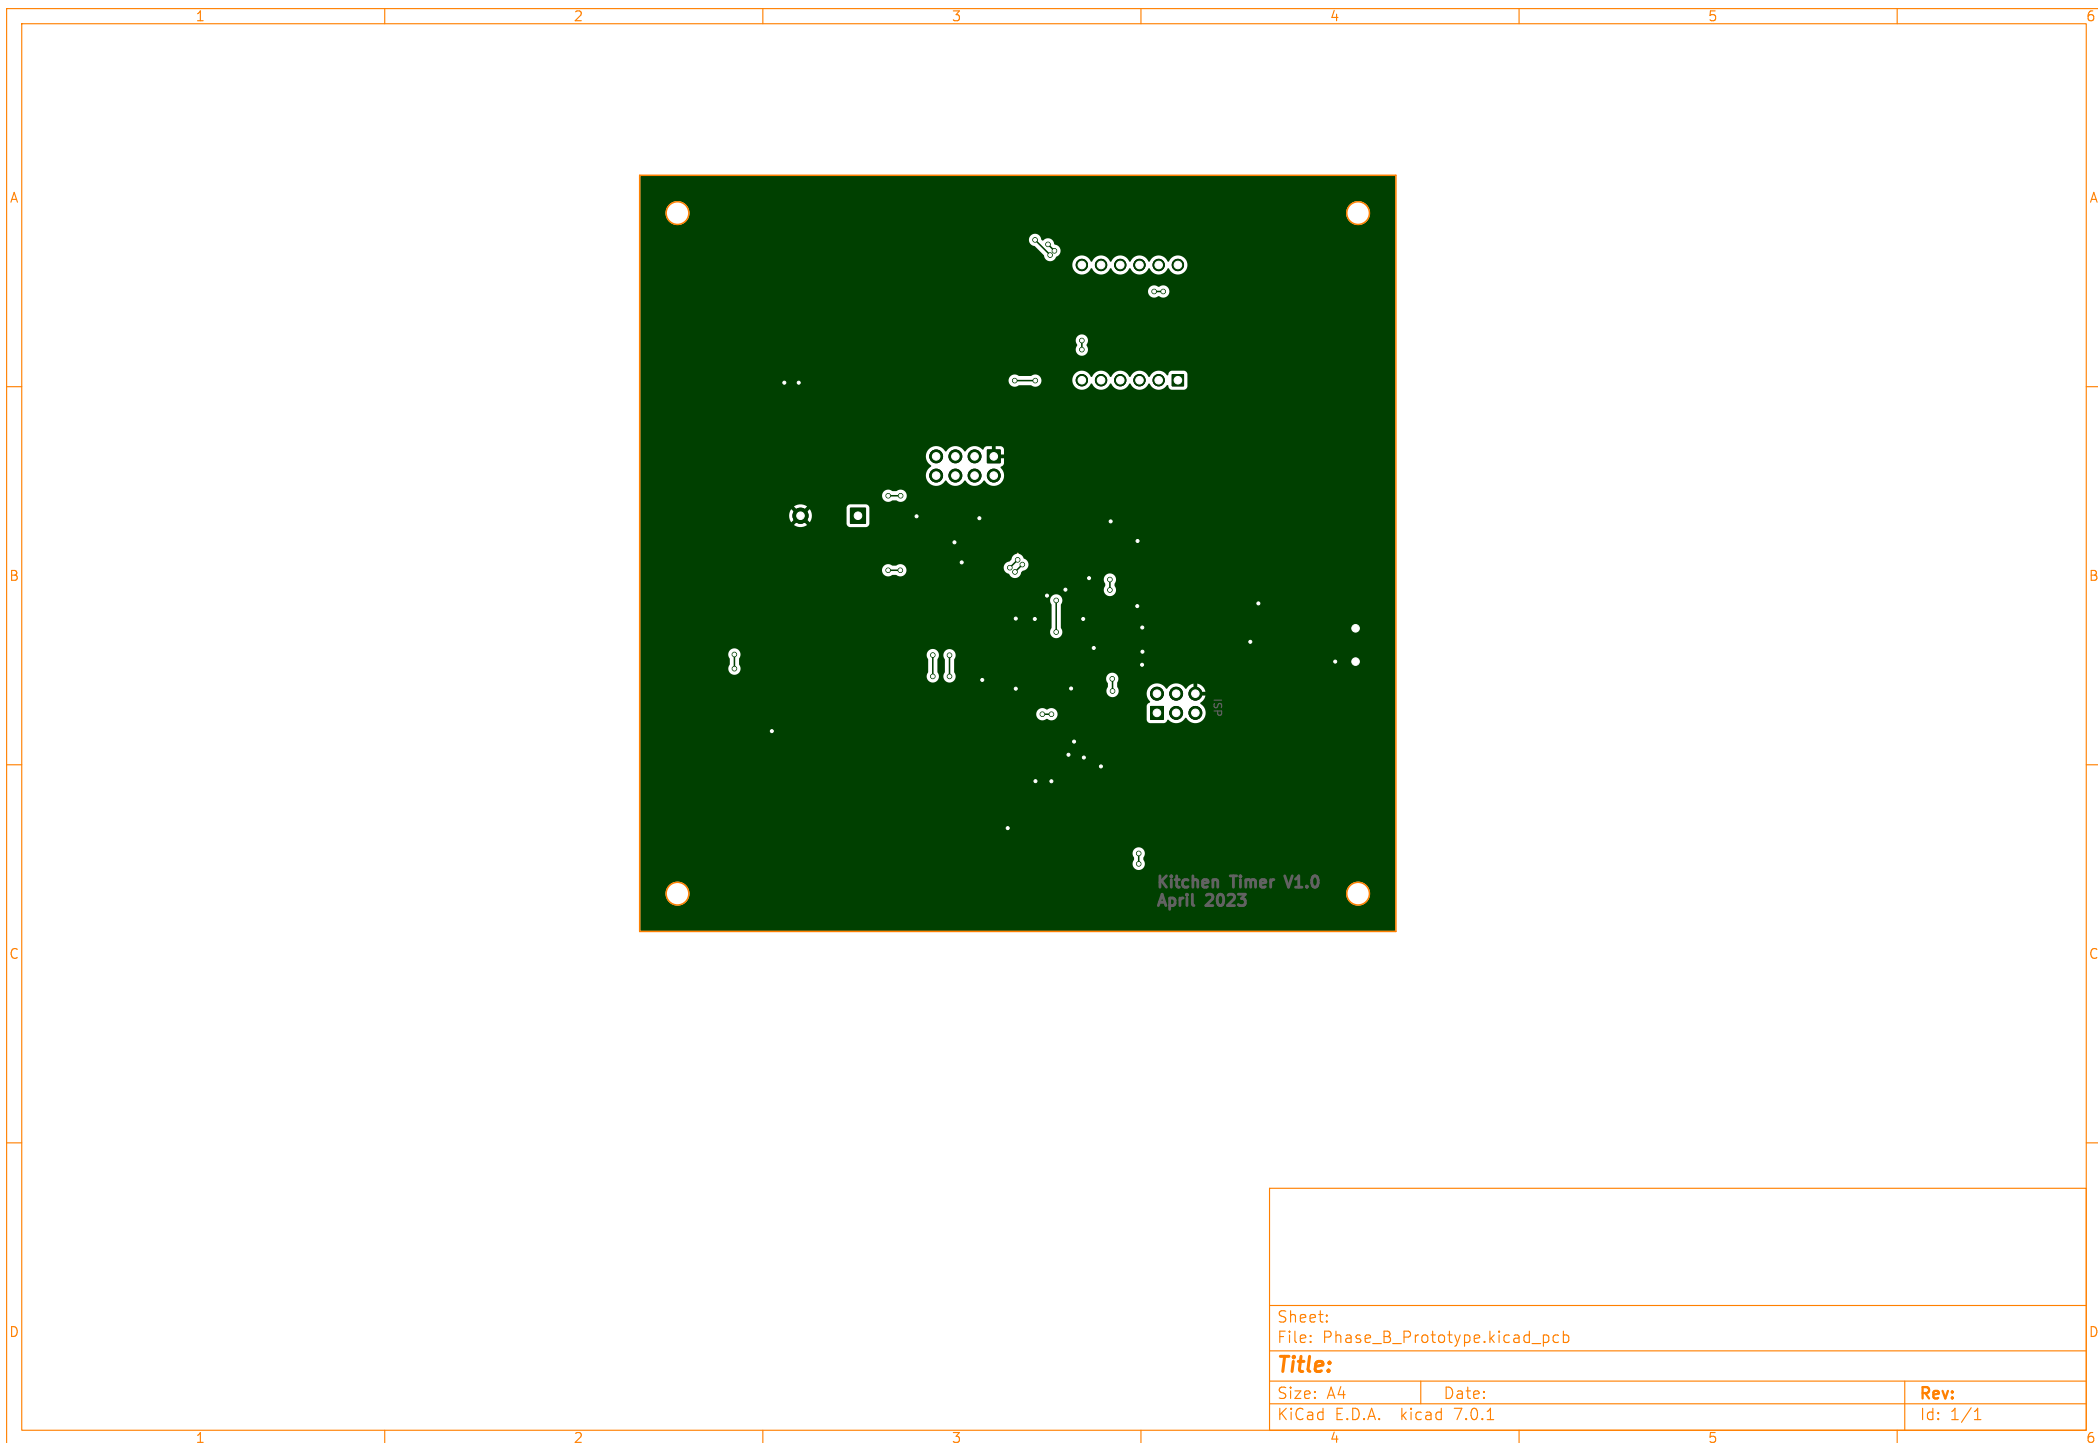 1 2 3 4 5 6
A A
ISP
B B
Kitchen Timer V1.0
April 2023
C C
Sheet:
File: Phase_B_Prototype.kicad_pcb
D D
Title:
Size: A4 Date: Rev:
KiCad E.D.A. kicad 7.0.1 Id: 1/1
1 2 3 4 5 6